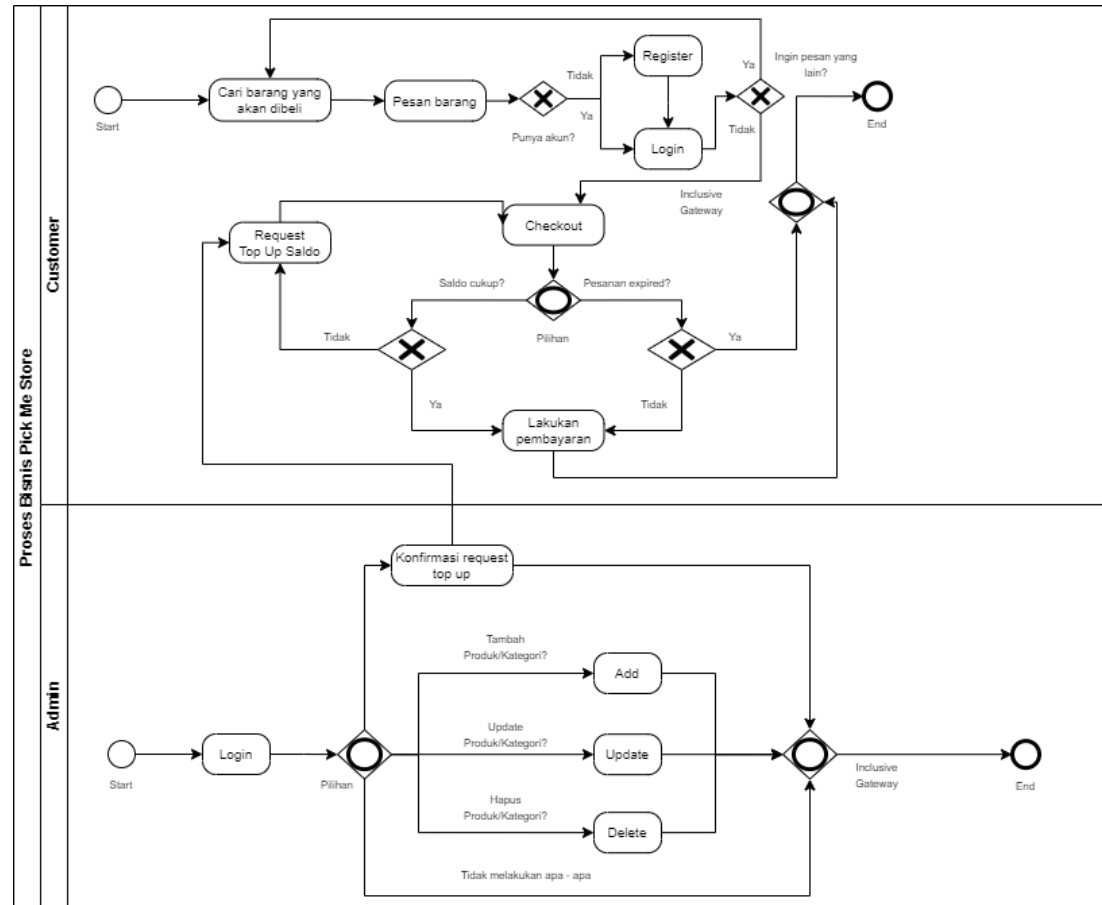 Proses Bisnis Pick Me Store
Customer
Start
Cari barang yang
akan dibeli
Pesan barang
Punya akun?
Tidak
Ya
Register
Login
Ya
Tidak
Ingin pesan yang
lain?
End
Inclusive
Gateway
Request
Top Up Saldo
Checkout
Saldo cukup?
Pesanan expired?
Pilihan
Tidak
Ya
Ya
Tidak
Lakukan
pembayaran
Admin
Konfirmasi request
top up
Start
Login
Pilihan
Tambah
Produk/Kategori?
Add
Update
Produk/Kategori?
Update
Hapus
Produk/Kategori?
Delete
Tidak melakukan apa - apa
Inclusive
Gateway
End